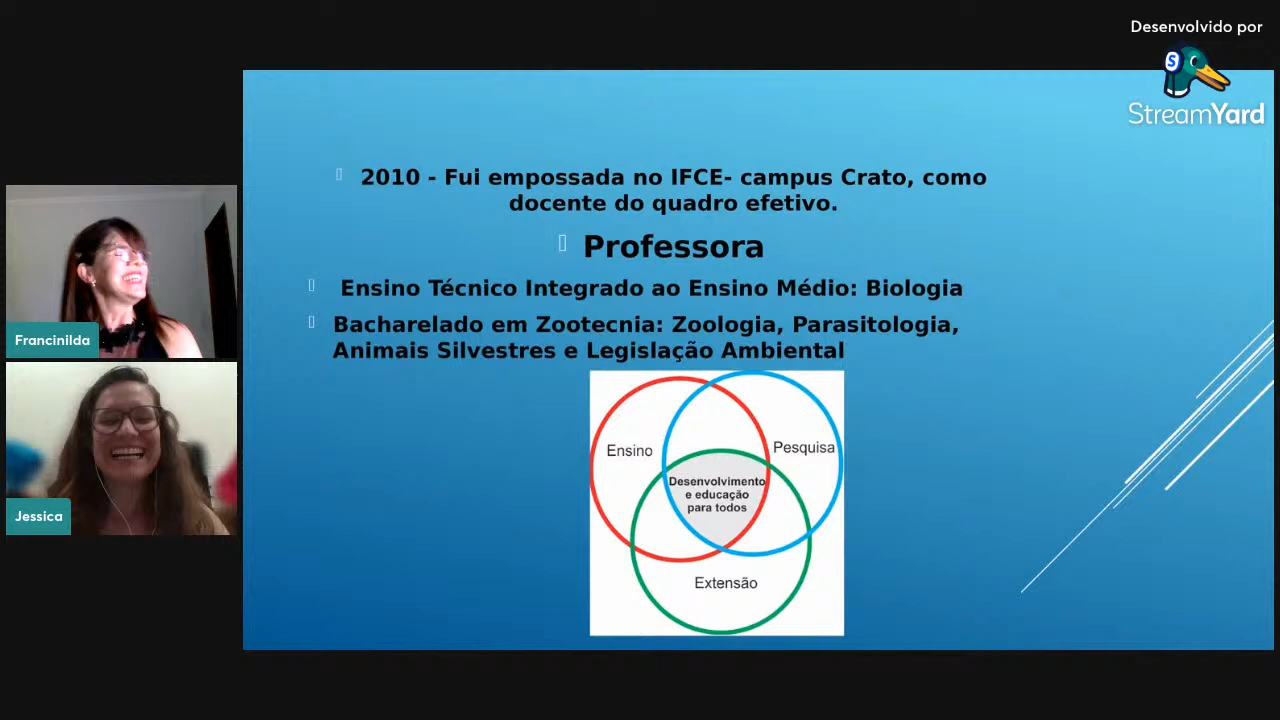 Desenvolvido por
S
StreamYard
2010 - Fui empossada no IFCE- campus Crato, como
docente do quadro efetivo.
Professora
Ensino Técnico Integrado ao Ensino Médio: Biologia
Bacharelado em Zootecnia: Zoologia, Parasitologia,
Animais Silvestres e Legislação Ambiental
Francinilda
Jessica
Ensino
Pesquisa
Desenvolvimento
e educação
para todos
Extensão